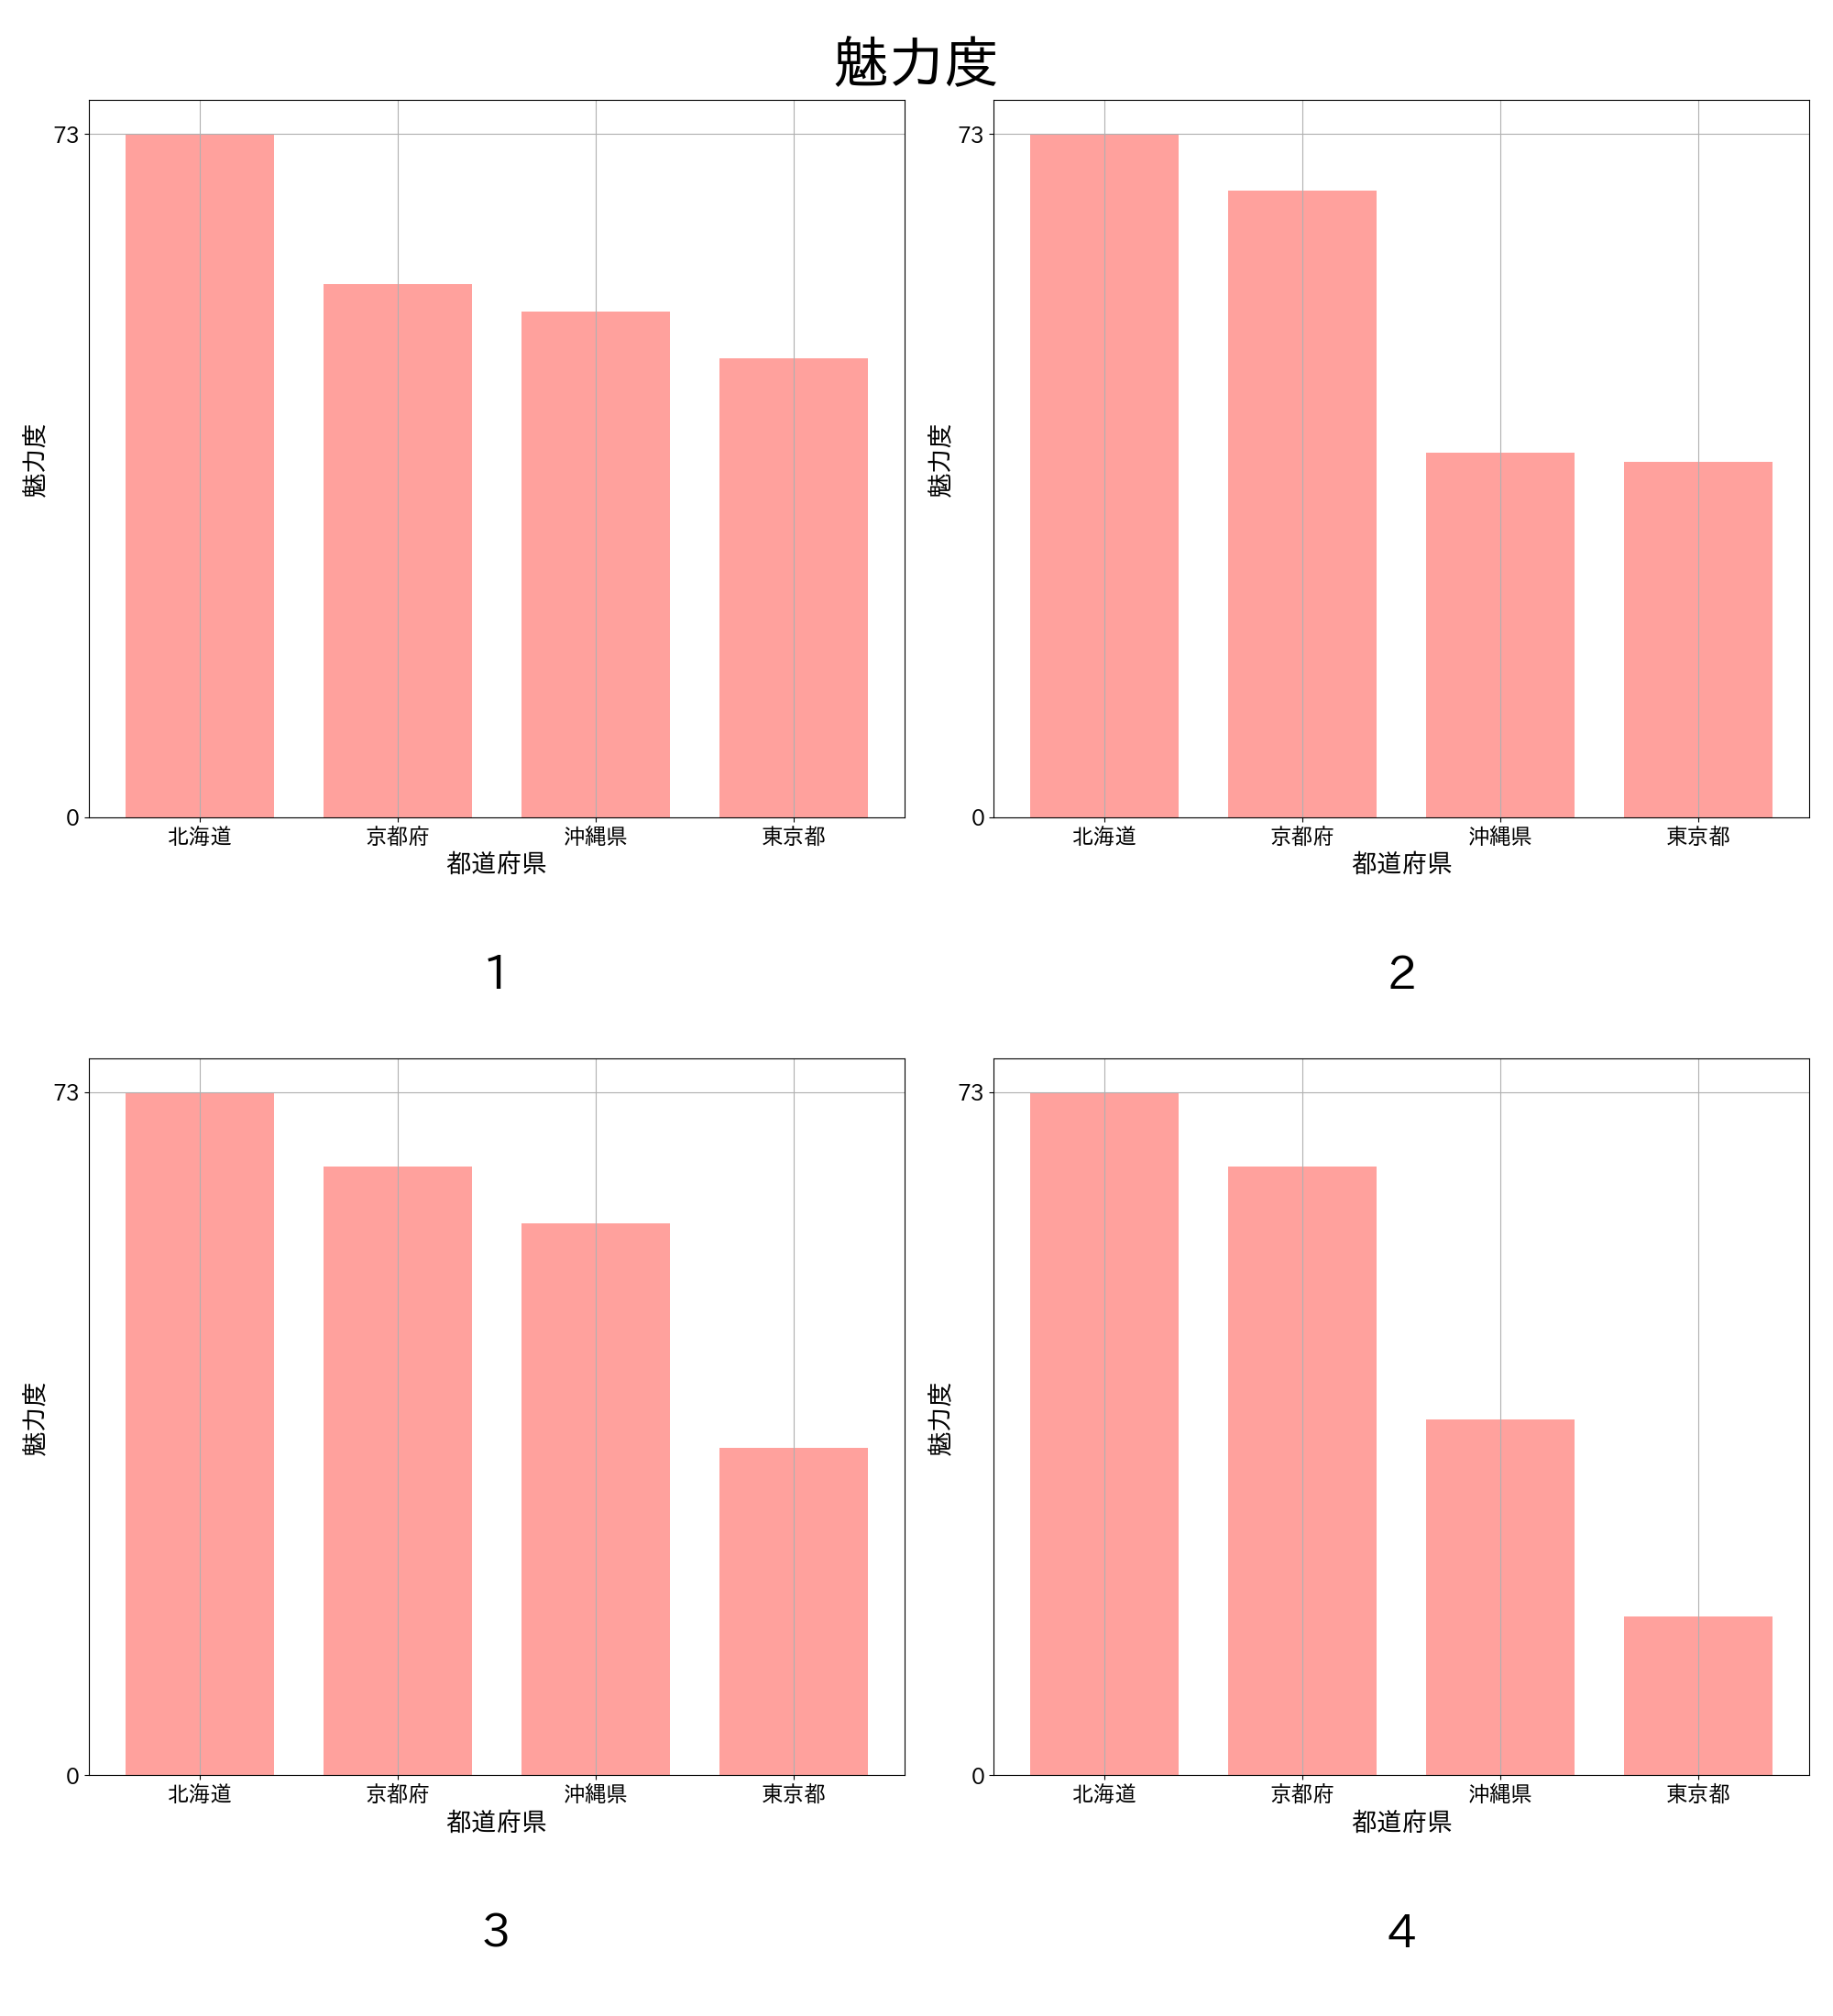 魅力度
73
0
魅力度
北海道 京都府 沖縄県 東京都
都道府県
1
73
0
魅力度
北海道 京都府 沖縄県 東京都
都道府県
2
73
0
魅力度
北海道 京都府 沖縄県 東京都
都道府県
3
73
0
魅力度
北海道 京都府 沖縄県 東京都
都道府県
4